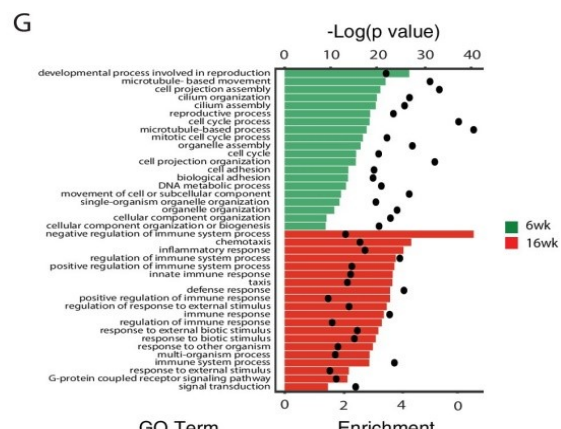 G
-Log(p value)
0 10 20 30 40
developmental process involved in reproduction
microtubule- based movement
cell projection assembly
cilium organization
cilium assembly
reproductive process
cell cycle process
microtubule-based process
mitotic cell cycle process
organelle assembly
cell cycle
cell projection organization
cell adhesion
biological adhesion
DNA metabolic process
movement of cell or subcellular component
single-organism organelle organization
organelle organization
cellular component organization
cellular component organization or biogenesis
negative regulation of immune system process
chemotaxis
inflammatory response
regulation of immune system process
positive regulation of immune system process
innate immune response
taxis
defense response
positive regulation of immune response
regulation of response to external stimulus
immune response
regulation of immune response
response to external biotic stimulus
response to biotic stimulus
response to other organism
multi-organism process
immune system process
response to external stimulus
G-protein coupled receptor signaling pathway
signal transduction
6wk
16wk
0 2 4 0
GO Term Enrichment